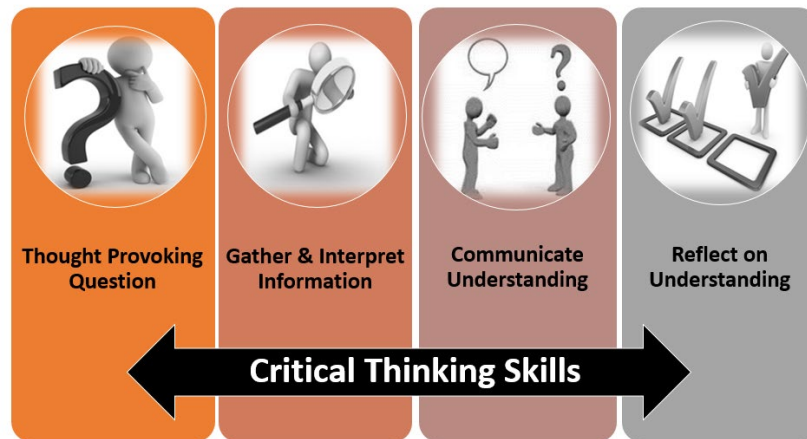 Thought Provoking
Question
Gather & Interpret
Information
Communicate
Understanding
Reflect on
Understanding
Critical Thinking Skills